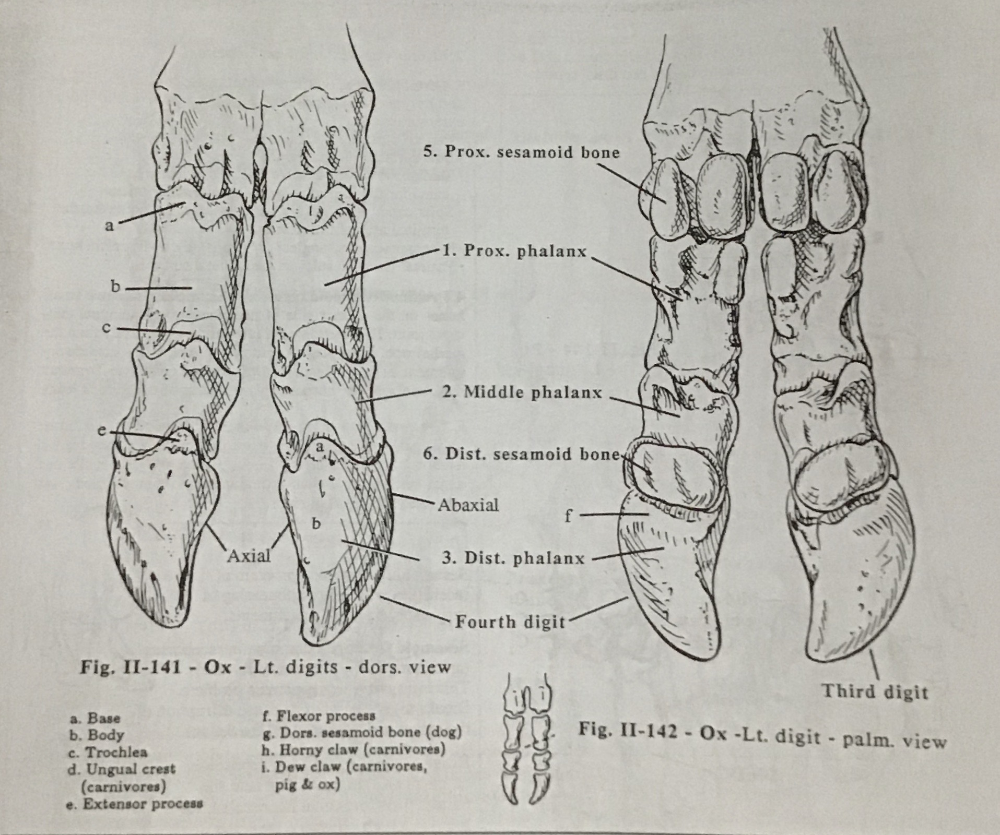 5. Prox. sesamoid bone
a
1. Prox. phalanx
b
c
2. Middle phalanx
e
a
6. Dist. sesamoid bone
Abaxial
f
b
Axial
3. Dist. phalanx
Fourth digit
Fig. II-141 - Ox - Lt. digits - dors. view
Third digit
i i
Fig. II-142 - Ox -Lt. digit - palm. view
a. Base
b. Body
c. Trochlea
d. Ungual crest
(carnivores)
e. Extensor process
f. Flexor process
g. Dors. sesamoid bone (dog)
h. Horny claw (carnivores)
i. Dew claw (carnivores,
pig & ox)